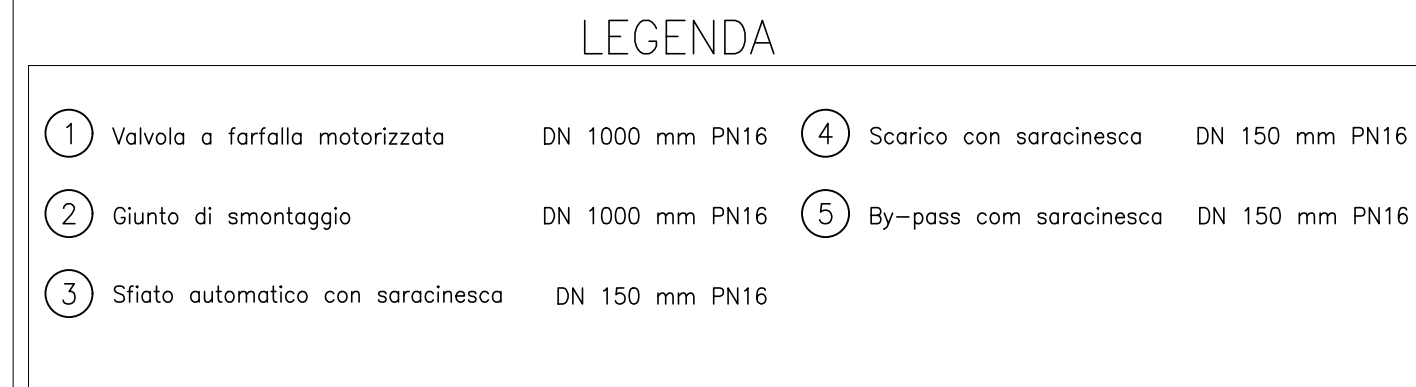 LEGENDA
1 Valvola a farfalla motorizzata DN 1000 mm PN16
2 Giunto di smontaggio DN 1000 mm PN16
3 Sfiato automatico con saracinesca DN 150 mm PN16
4 Scarico con saracinesca DN 150 mm PN16
5 By-pass com saracinesca DN 150 mm PN16